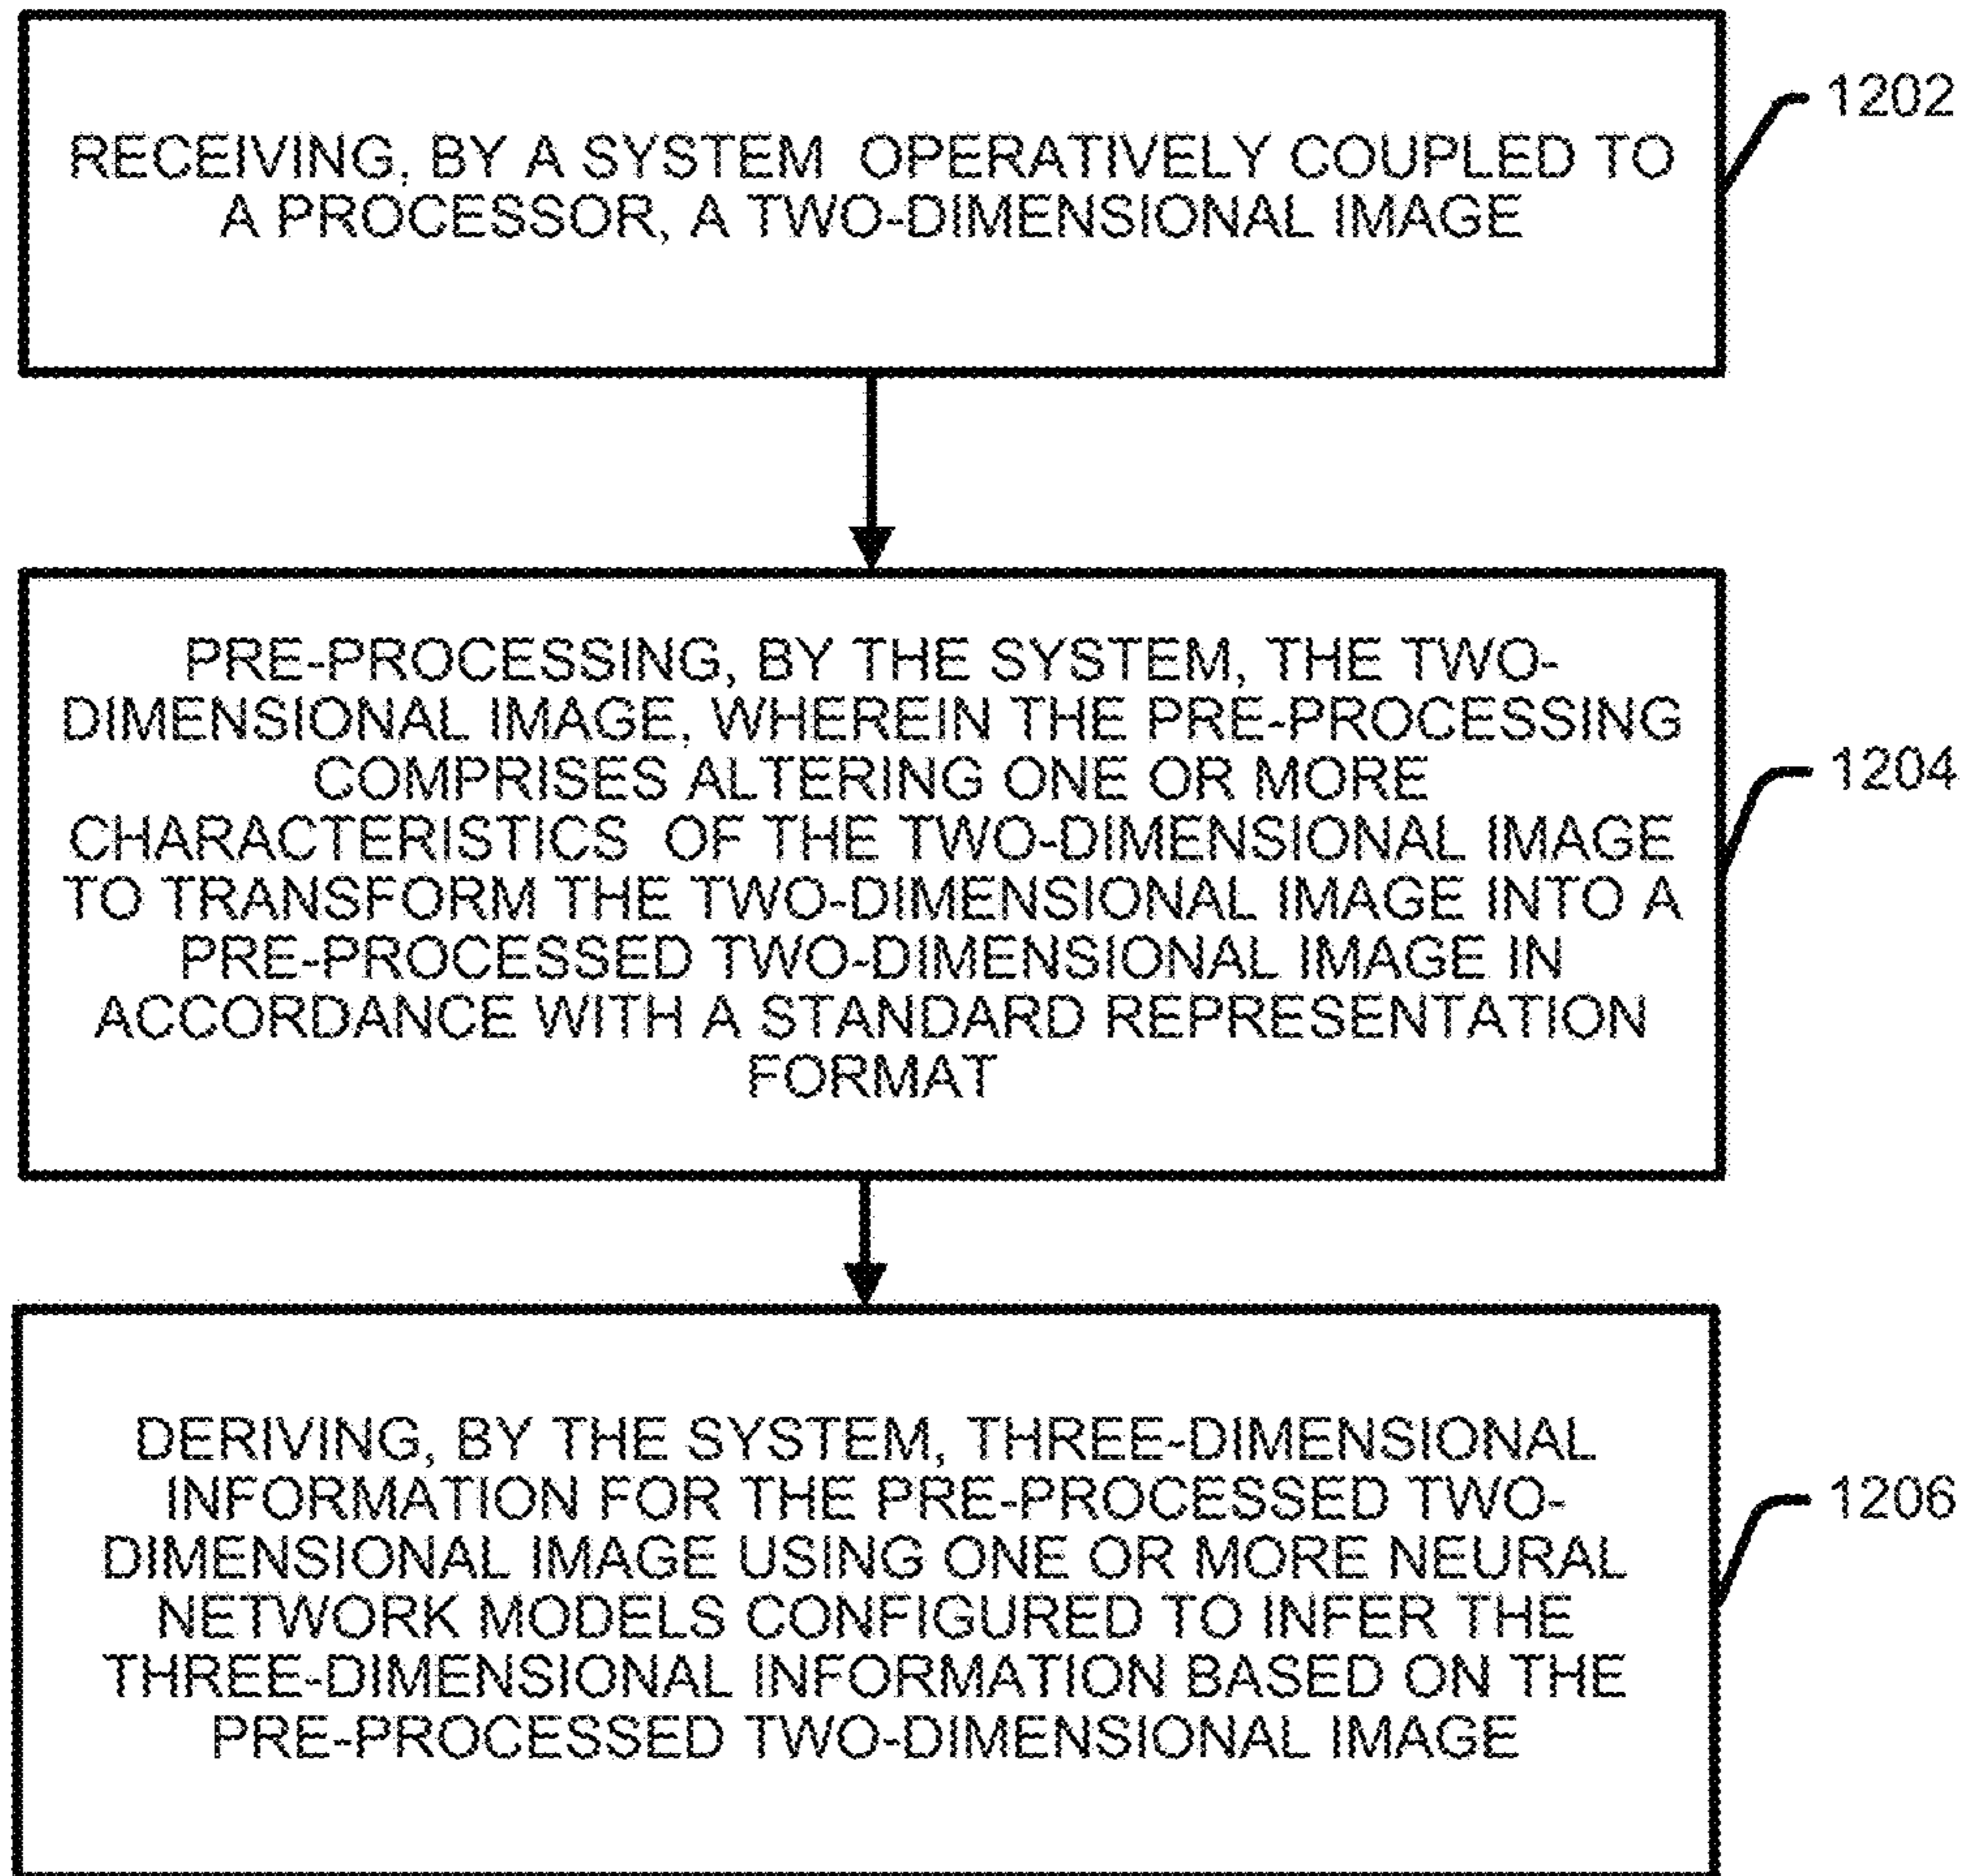 RECEIVING, BY A SYSTEM OPERATIVELY COUPLED TO
A PROCESSOR, A TWO-DIMENSIONAL IMAGE
1202
PRE-PROCESSING, BY THE SYSTEM, THE TWO-
DIMENSIONAL IMAGE, WHEREIN THE PRE-PROCESSING
COMPRISES ALTERING ONE OR MORE
CHARACTERISTICS OF THE TWO-DIMENSIONAL IMAGE
TO TRANSFORM THE TWO-DIMENSIONAL IMAGE INTO A
PRE-PROCESSED TWO-DIMENSIONAL IMAGE IN
ACCORDANCE WITH A STANDARD REPRESENTATION
FORMAT
1204
DERIVING, BY THE SYSTEM, THREE-DIMENSIONAL
INFORMATION FOR THE PRE-PROCESSED TWO-
DIMENSIONAL IMAGE USING ONE OR MORE NEURAL
NETWORK MODELS CONFIGURED TO INFER THE
THREE-DIMENSIONAL INFORMATION BASED ON THE
PRE-PROCESSED TWO-DIMENSIONAL IMAGE
1206